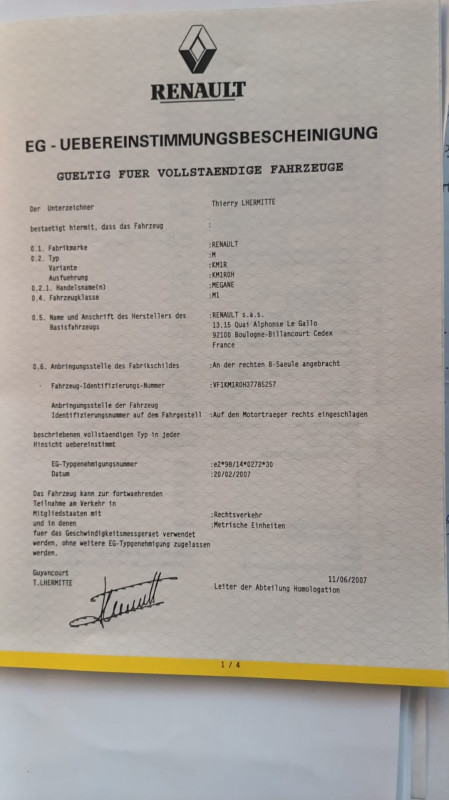 RENAULT
EG - UEBEREINSTIMMUNGSBESCHEINIGUNG
GUELTIG FUER VOLLSTAENDIGE FAHRZEUGE
Der Unterzeichner Thierry LHERMITTE
bestaetigt hiermit, dass das Fahrzeug :
0.1. Fabrikmarke :RENAULT
0.2. Typ :M
Variante :KM1R
Ausfuehrung :KM1R0H
0.2.1. Handelsname(n) :MEGANE
0.4. Fahrzeugklasse :M1
0.5. Name und Anschrift des Herstellers des :RENAULT s.a.s.
Basisfahrzeugs 13.15 Quai Alphonse Le Gallo
92100 Boulogne-Billancourt Cedex
France
0.6. Anbringungsstelle des Fabrikschildes :An der rechten B-Saeule angebracht
Fahrzeug-Identifizierungs-Nummer :VF1KM1R0H37785257
Anbringungsstelle der Fahrzeug
Identifizierungsnummer auf dem Fahrgestell :Auf den Motortraeger rechts eingeschlagen
beschriebenen vollstaendigen Typ in jeder
Hinsicht uebereinstimmt
EG-Typgenehmigungsnummer :e2*98/14*0272*30
Datum :20/02/2007
Das Fahrzeug kann zur fortwaehrenden
Teilnahme am Verkehr in
Mitgliedstaaten mit :Rechtsverkehr
und in denen :Metrische Einheiten
fuer das Geschwindigkeitsmessgeraet verwendet
werden, ohne weitere EG-Typgenehmigung zugelassen
werden.
Guyancourt 11/06/2007
T.LHERMITTE Leiter der Abteilung Homologation
1 / 4